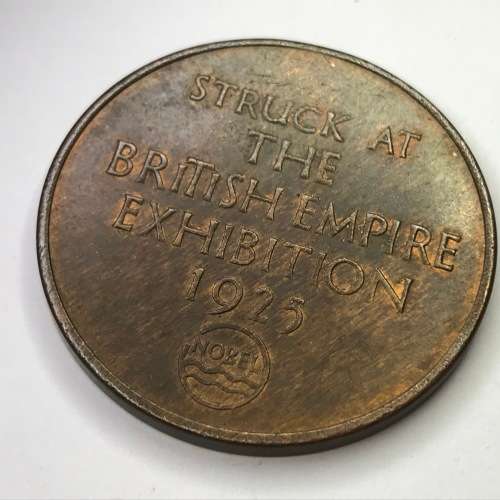 STRUCK AT
THE
BRITISH EMPIRE
EXHIBITION
1925
NOBEL